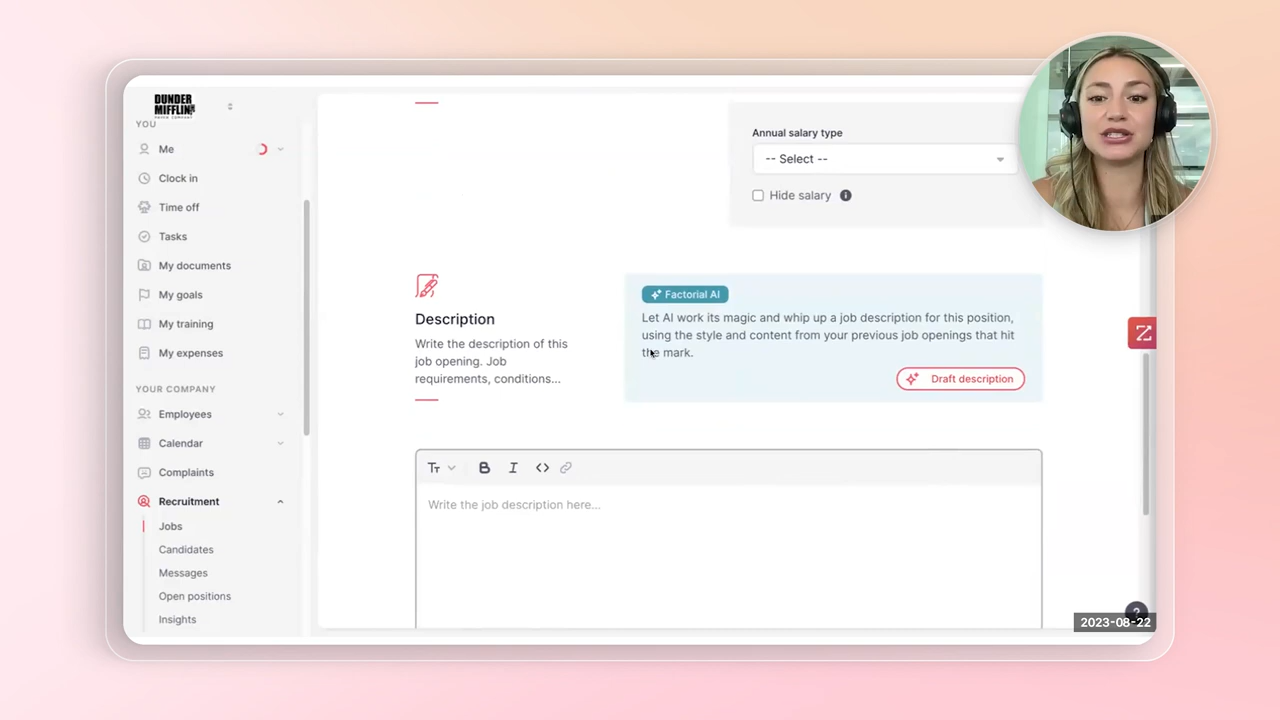 DUNDER
MIFFLIN
YOU
Me
Clock in
Time off
Tasks
My documents
My goals
My training
My expenses
YOUR COMPANY
Employees
Calendar
Complaints
Recruitment
Jobs
Candidates
Messages
Open positions
Insights
Annual salary type
-- Select --
Hide salary
Description
Write the description of this
job opening. Job
requirements, conditions...
Factorial AI
Let AI work its magic and whip up a job description for this position,
using the style and content from your previous job openings that hit
the mark.
Draft description
Write the job description here...
?
2023-08-22